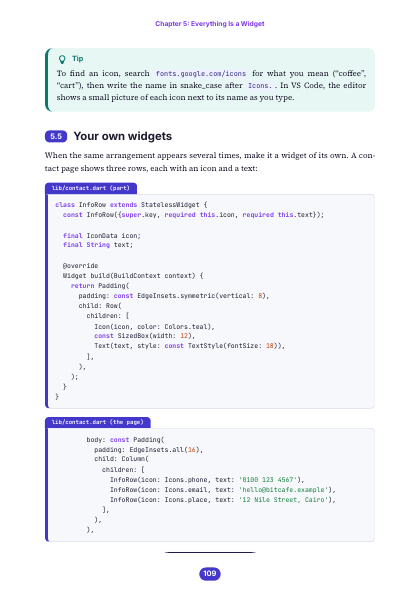 Chapter 5: Everything Is a Widget
Tip
To find an icon, search fonts.google.com/icons for what you mean (“coffee”,
“cart”), then write the name in snake_case after Icons. . In VS Code, the editor
shows a small picture of each icon next to its name as you type.
5.5 Your own widgets
When the same arrangement appears several times, make it a widget of its own. A con-
tact page shows three rows, each with an icon and a text:
lib/contact.dart (part)
class InfoRow extends StatelessWidget {
  const InfoRow({super.key, required this.icon, required this.text});

  final IconData icon;
  final String text;

  @override
  Widget build(BuildContext context) {
    return Padding(
      padding: const EdgeInsets.symmetric(vertical: 8),
      child: Row(
        children: [
          Icon(icon, color: Colors.teal),
          const SizedBox(width: 12),
          Text(text, style: const TextStyle(fontSize: 18)),
        ],
      ),
    );
  }
}
lib/contact.dart (the page)
        body: const Padding(
          padding: EdgeInsets.all(16),
          child: Column(
            children: [
              InfoRow(icon: Icons.phone, text: '0100 123 4567'),
              InfoRow(icon: Icons.email, text: 'hello@bitcafe.example'),
              InfoRow(icon: Icons.place, text: '12 Nile Street, Cairo'),
            ],
          ),
        ),
109